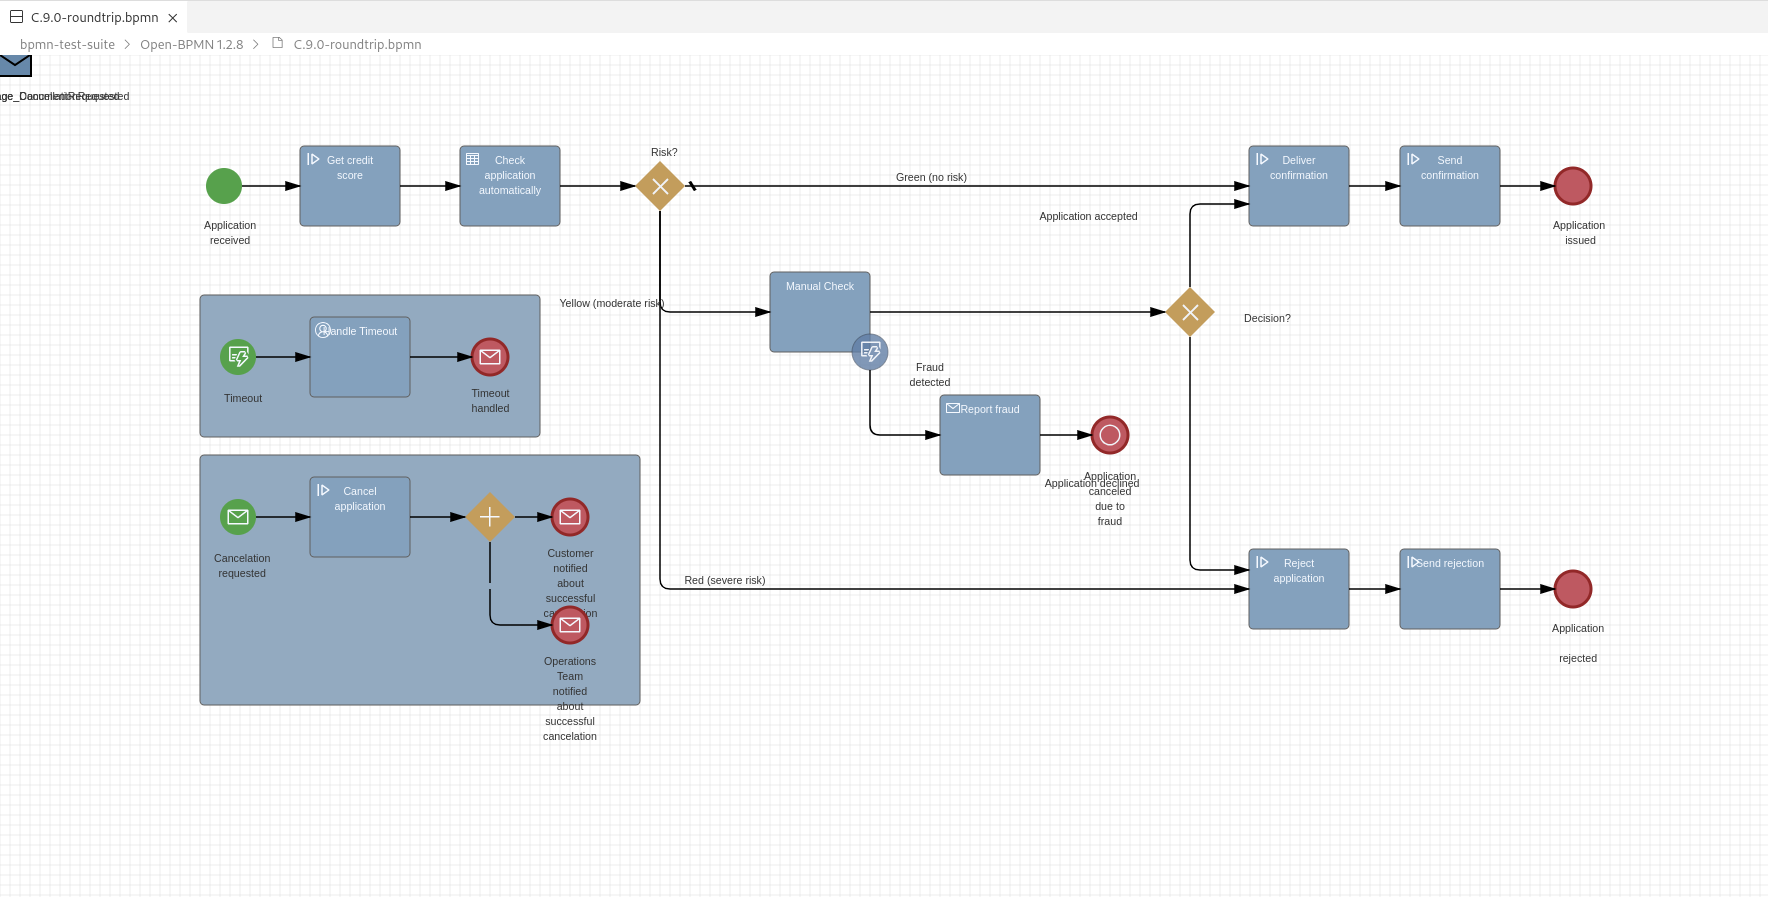 C.9.0-roundtrip.bpmn
bpmn-test-suite > Open-BPMN 1.2.8 > C.9.0-roundtrip.bpmn
Get credit
score
Check
application
automatically
Risk?
Green (no risk)
Deliver
confirmation
Send
confirmation
Application
received
Application accepted
Application
issued
Manual Check
Yellow (moderate risk)
Decision?
Handle Timeout
Timeout
Timeout
handled
Fraud
detected
Report fraud
Application declined
Application
canceled
due to
fraud
Cancel
application
Cancelation
requested
Customer
notified
about
successful
Red (severe risk)
Reject
application
Send rejection
Application
rejected
Operations
Team
notified
about
successful
cancelation